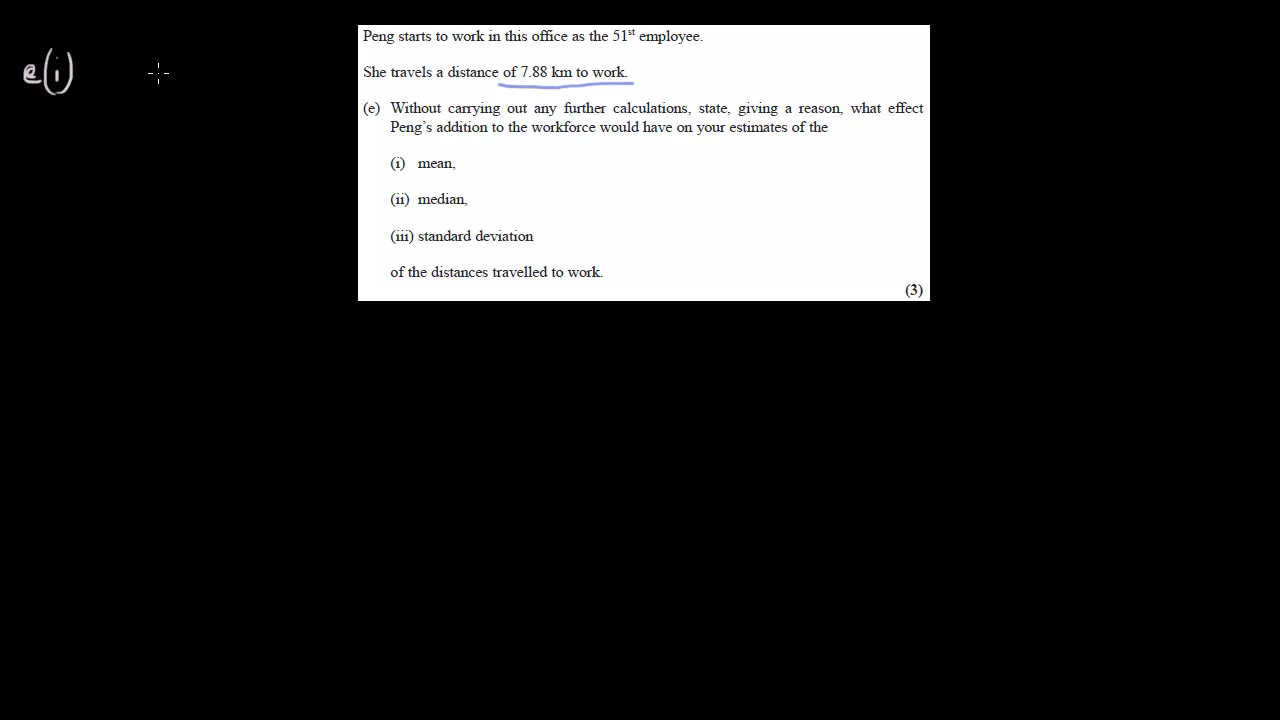 e(i)
Peng starts to work in this office as the 51st employee.
She travels a distance of 7.88 km to work.
(e) Without carrying out any further calculations, state, giving a reason, what effect
Peng's addition to the workforce would have on your estimates of the
(i) mean,
(ii) median,
(iii) standard deviation
of the distances travelled to work.
(3)